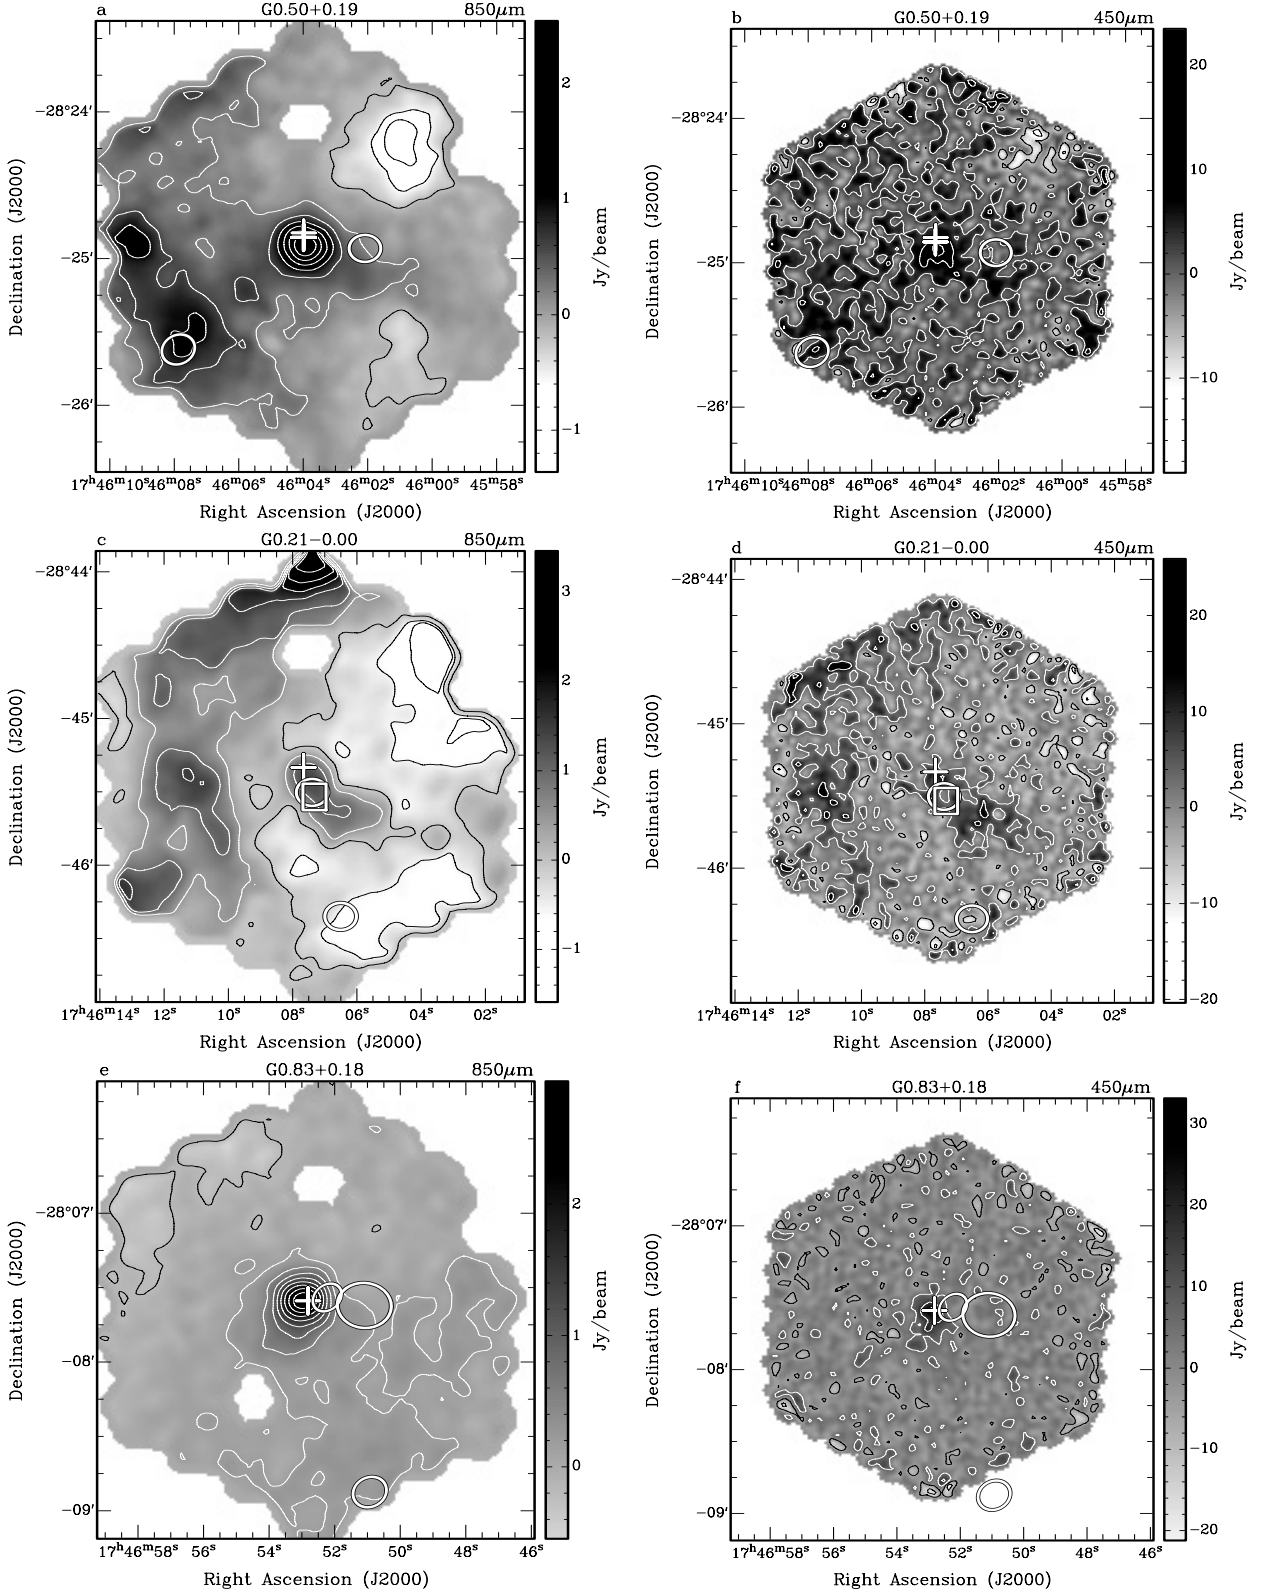 a G0.50+0.19 850μm
2
1
0
−1
Jy/beam
−28°24′
−25′
−26′
Declination (J2000)
17ʰ46ᵐ10ˢ 46ᵐ08ˢ 46ᵐ06ˢ 46ᵐ04ˢ 46ᵐ02ˢ 46ᵐ00ˢ 45ᵐ58ˢ
Right Ascension (J2000)
b G0.50+0.19 450μm
20
10
0
−10
Jy/beam
−28°24′
−25′
−26′
Declination (J2000)
17ʰ46ᵐ10ˢ 46ᵐ08ˢ 46ᵐ06ˢ 46ᵐ04ˢ 46ᵐ02ˢ 46ᵐ00ˢ 45ᵐ58ˢ
Right Ascension (J2000)
c G0.21−0.00 850μm
3
2
1
0
−1
Jy/beam
−28°44′
−45′
−46′
Declination (J2000)
17ʰ46ᵐ14ˢ 12ˢ 10ˢ 08ˢ 06ˢ 04ˢ 02ˢ
Right Ascension (J2000)
d G0.21−0.00 450μm
20
10
0
−10
−20
Jy/beam
−28°44′
−45′
−46′
Declination (J2000)
17ʰ46ᵐ14ˢ 12ˢ 10ˢ 08ˢ 06ˢ 04ˢ 02ˢ
Right Ascension (J2000)
e G0.83+0.18 850μm
2
1
0
Jy/beam
−28°07′
−08′
−09′
Declination (J2000)
17ʰ46ᵐ58ˢ 56ˢ 54ˢ 52ˢ 50ˢ 48ˢ 46ˢ
Right Ascension (J2000)
f G0.83+0.18 450μm
30
20
10
0
−10
−20
Jy/beam
−28°07′
−08′
−09′
Declination (J2000)
17ʰ46ᵐ58ˢ 56ˢ 54ˢ 52ˢ 50ˢ 48ˢ 46ˢ
Right Ascension (J2000)